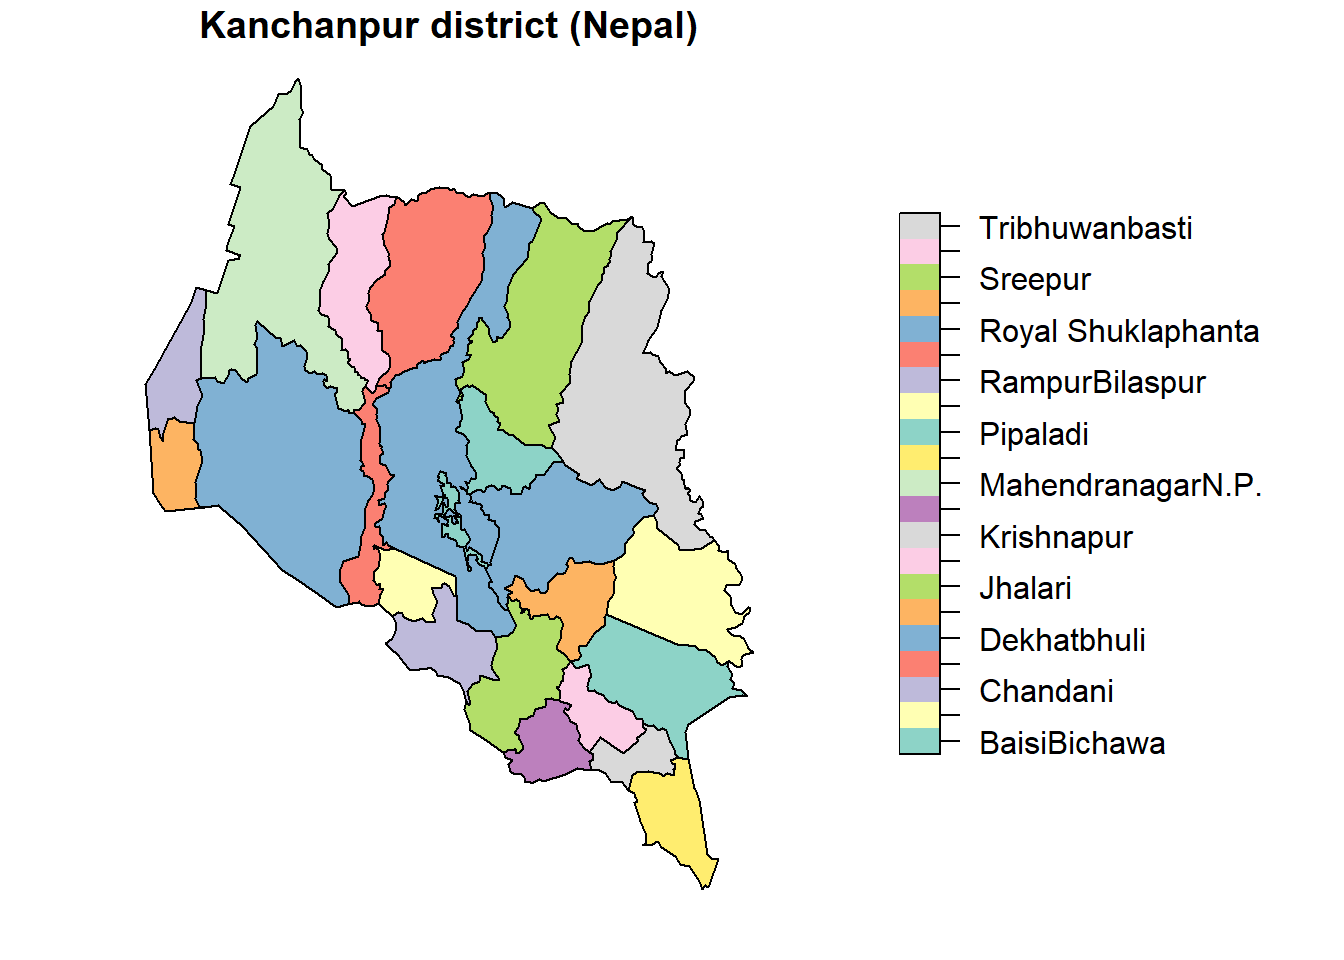 Kanchanpur district (Nepal)
Tribhuwanbasti
Sreepur
Royal Shuklaphanta
RampurBilaspur
Pipaladi
MahendranagarN.P.
Krishnapur
Jhalari
Dekhatbhuli
Chandani
BaisiBichawa